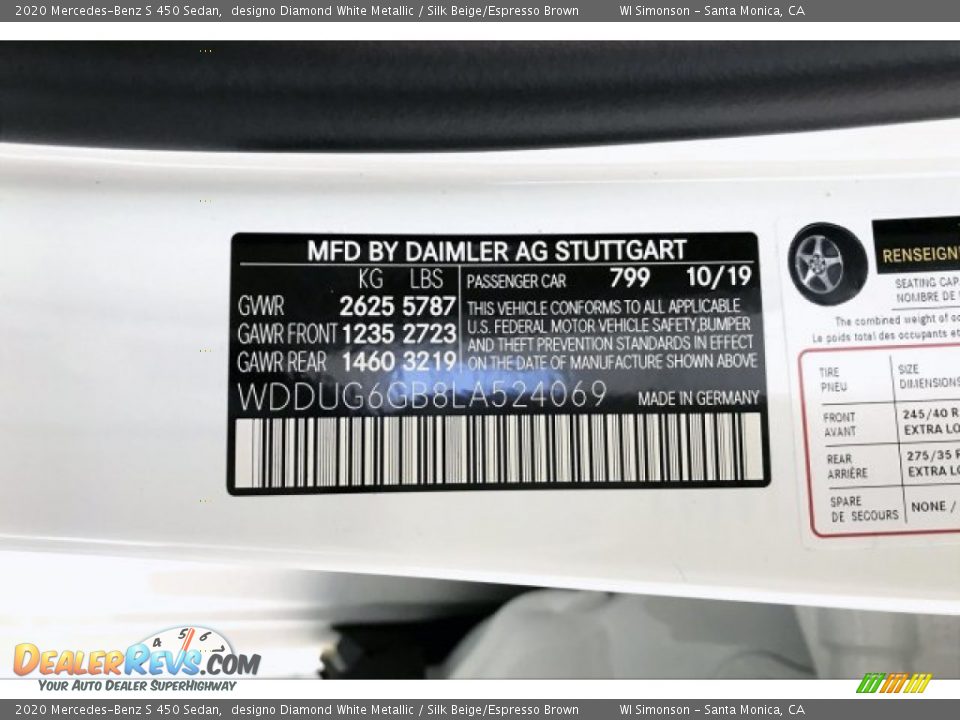 2020 Mercedes-Benz S 450 Sedan, designo Diamond White Metallic / Silk Beige/Espresso Brown WI Simonson - Santa Monica, CA
MFD BY DAIMLER AG STUTTGART
KG LBS
GVWR 2625 5787
GAWR FRONT 1235 2723
GAWR REAR 1460 3219
PASSENGER CAR 799 10/19
THIS VEHICLE CONFORMS TO ALL APPLICABLE
U.S. FEDERAL MOTOR VEHICLE SAFETY, BUMPER
AND THEFT PREVENTION STANDARDS IN EFFECT
ON THE DATE OF MANUFACTURE SHOWN ABOVE
WDDUG6GB8LA524069 MADE IN GERMANY
RENSEIGN
SEATING CAP
NOMBRE DE
The combined weight of oc
Le poids total des occupants et
TIRE SIZE
PNEU DIMENSIONS
FRONT 245/40 R
AVANT EXTRA LO
REAR 275/35 R
ARRIÈRE EXTRA LO
SPARE NONE /
DE SECOURS
4 5 6
DEALERREVS.COM
YOUR AUTO DEALER SUPERHIGHWAY
2020 Mercedes-Benz S 450 Sedan, designo Diamond White Metallic / Silk Beige/Espresso Brown WI Simonson - Santa Monica, CA